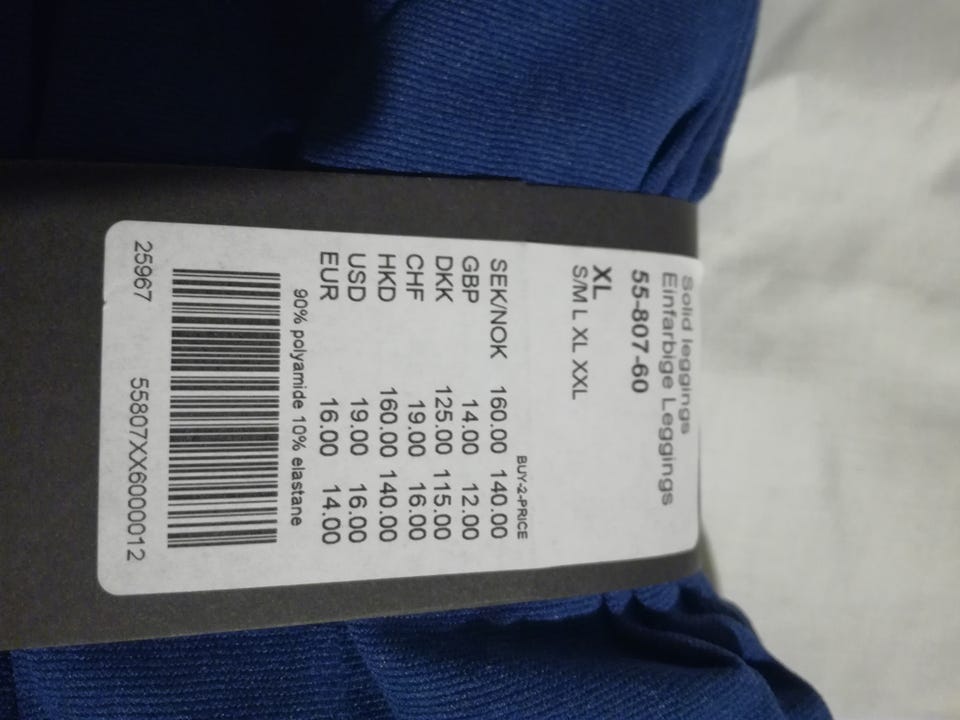 Solid leggings
Einfarbige Leggings
55-807-60
XL
S/M L XL XXL
BUY-2-PRICE
SEK/NOK 160.00 140.00
GBP 14.00 12.00
DKK 125.00 115.00
CHF 19.00 16.00
HKD 160.00 140.00
USD 19.00 16.00
EUR 16.00 14.00
90% polyamide 10% elastane
25967 55807XX6000012